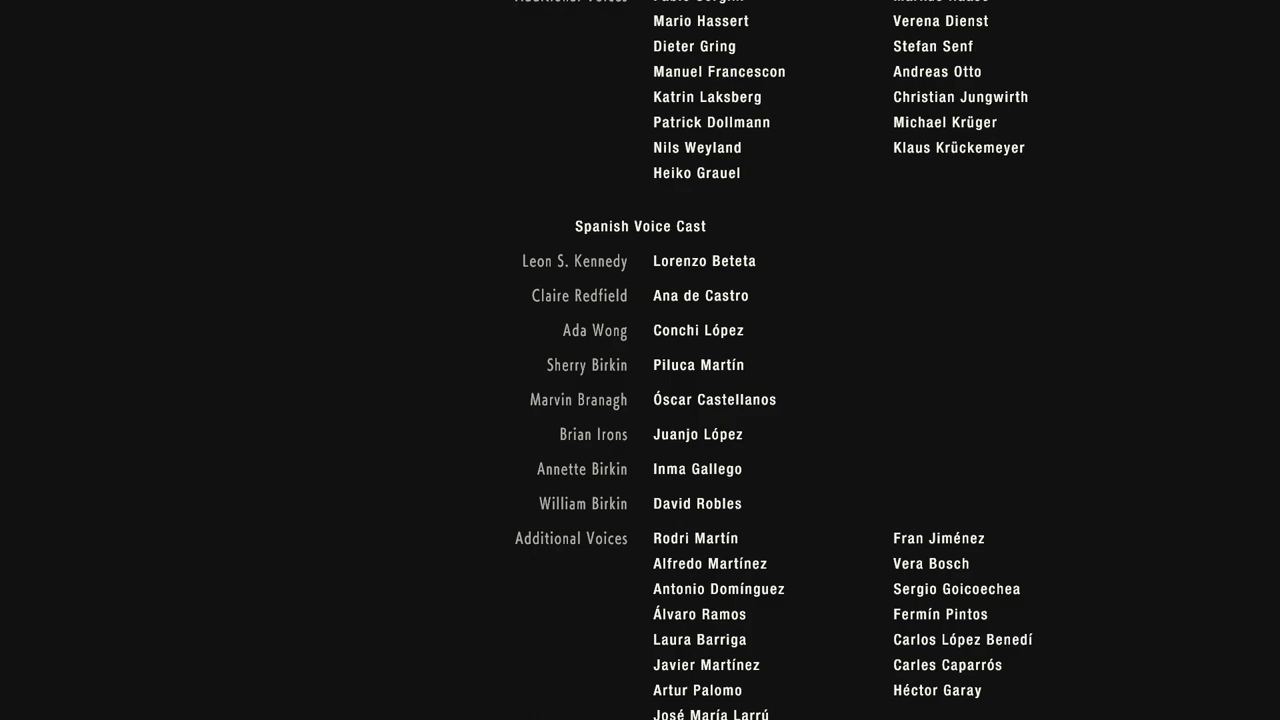 Mario Hassert Verena Dienst
Dieter Gring Stefan Senf
Manuel Francescon Andreas Otto
Katrin Laksberg Christian Jungwirth
Patrick Dollmann Michael Krüger
Nils Weyland Klaus Krückemeyer
Heiko Grauel
Spanish Voice Cast
Leon S. Kennedy Lorenzo Beteta
Claire Redfield Ana de Castro
Ada Wong Conchi López
Sherry Birkin Piluca Martín
Marvin Branagh Óscar Castellanos
Brian Irons Juanjo López
Annette Birkin Inma Gallego
William Birkin David Robles
Additional Voices Rodri Martín Fran Jiménez
Alfredo Martínez Vera Bosch
Antonio Domínguez Sergio Goicoechea
Álvaro Ramos Fermín Pintos
Laura Barriga Carlos López Benedí
Javier Martínez Carles Caparrós
Artur Palomo Héctor Garay
José María Larrú